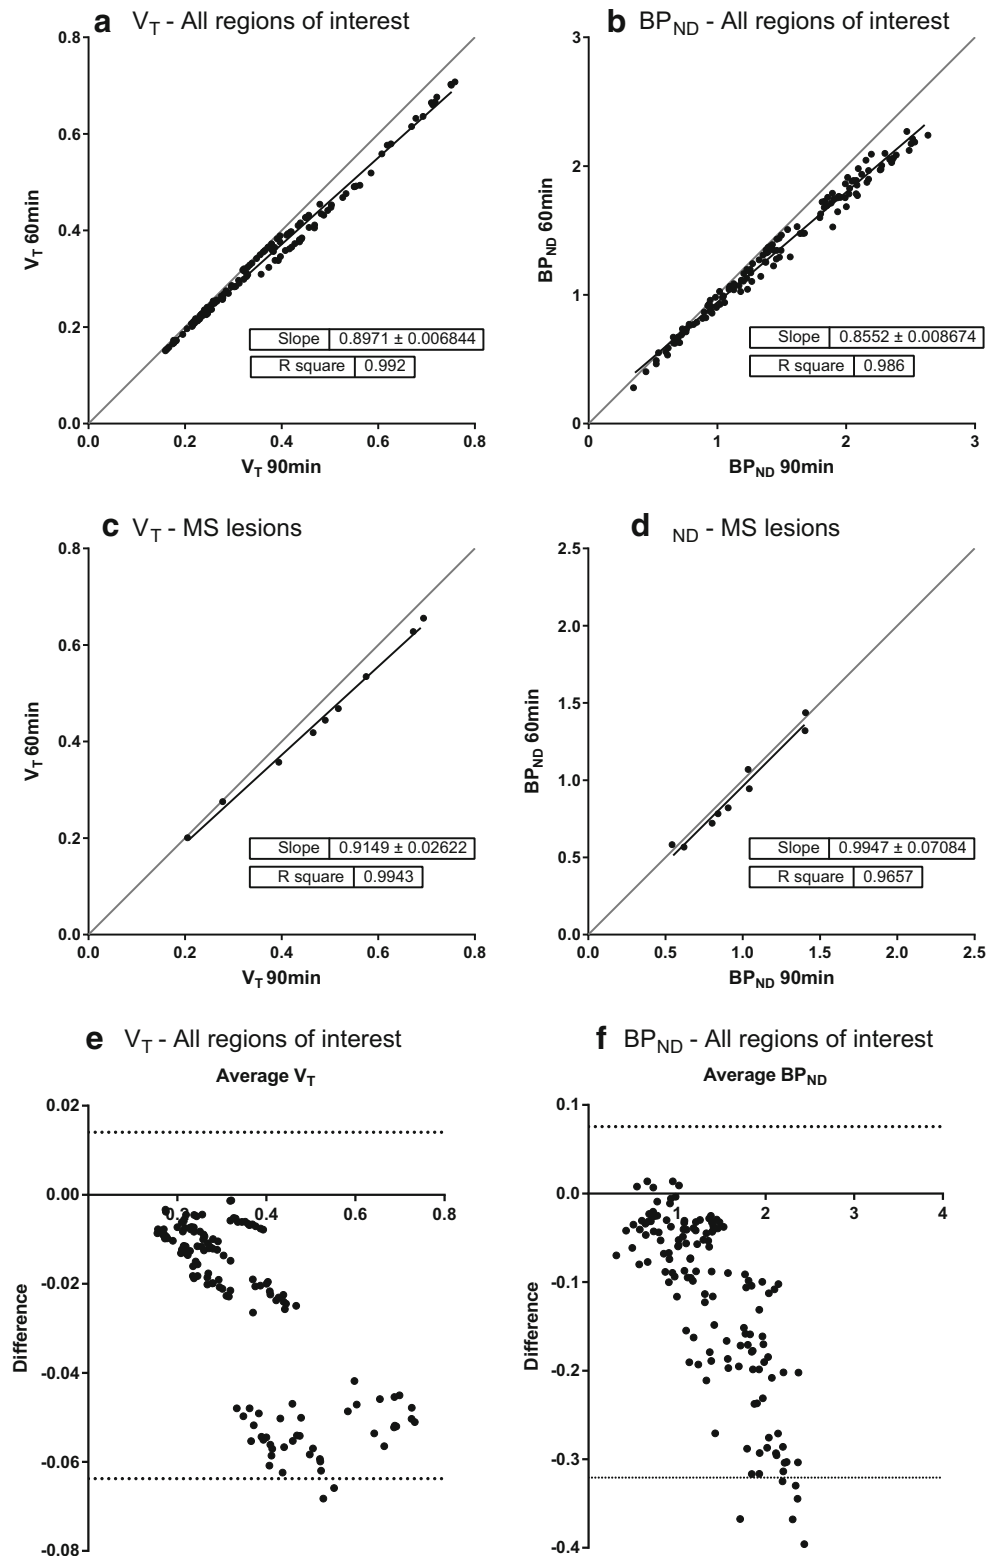 a V_T - All regions of interest
0.8
0.6
0.4
0.2
0.0
V_T 60min
0.0 0.2 0.4 0.6 0.8
V_T 90min
Slope 0.8971 ± 0.006844
R square 0.992
b BP_ND - All regions of interest
3
2
1
0
BP_ND 60min
0 1 2 3
BP_ND 90min
Slope 0.8552 ± 0.008674
R square 0.986
c V_T - MS lesions
0.8
0.6
0.4
0.2
0.0
V_T 60min
0.0 0.2 0.4 0.6 0.8
V_T 90min
Slope 0.9149 ± 0.02622
R square 0.9943
d _ND - MS lesions
2.5
2.0
1.5
1.0
0.5
0.0
BP_ND 60min
0.0 0.5 1.0 1.5 2.0 2.5
BP_ND 90min
Slope 0.9947 ± 0.07084
R square 0.9657
e V_T - All regions of interest
Average V_T
0.02
0.00
-0.02
-0.04
-0.06
-0.08
Difference
0.2 0.4 0.6 0.8
f BP_ND - All regions of interest
Average BP_ND
0.1
0.0
-0.1
-0.2
-0.3
-0.4
Difference
1 2 3 4